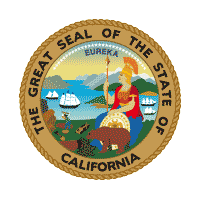 THE GREAT SEAL OF THE STATE OF
CALIFORNIA
EUREKA